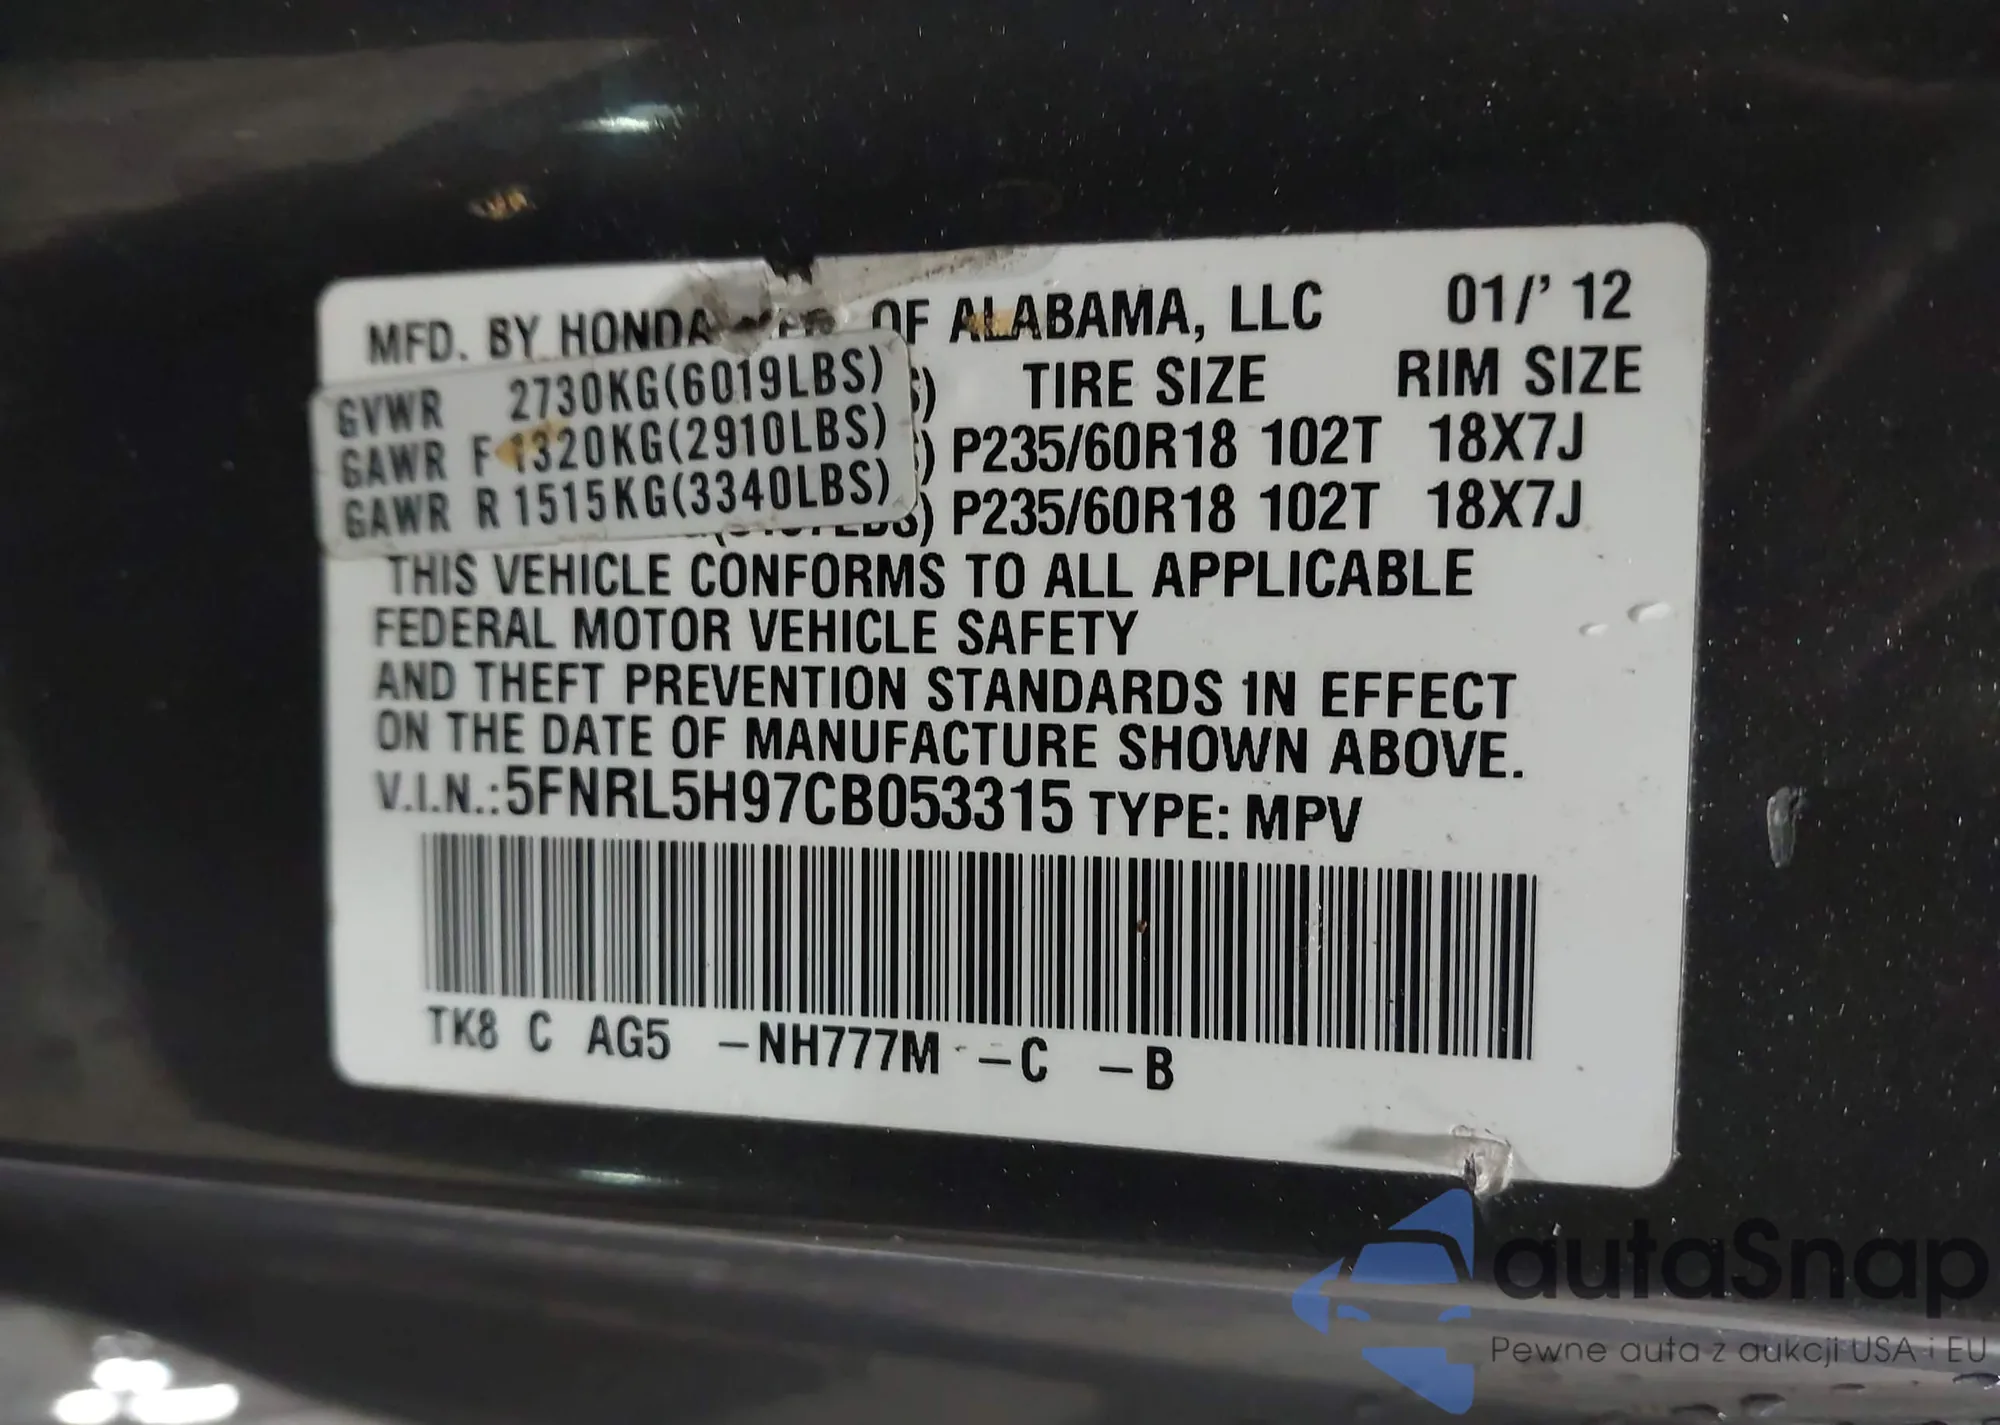 MFD. BY HONDA OF ALABAMA, LLC 01/' 12
GVWR 2730KG(6019LBS) S) TIRE SIZE RIM SIZE
GAWR F 1320KG(2910LBS) ) P235/60R18 102T 18X7J
GAWR R 1515KG(3340LBS) ) P235/60R18 102T 18X7J
THIS VEHICLE CONFORMS TO ALL APPLICABLE
FEDERAL MOTOR VEHICLE SAFETY
AND THEFT PREVENTION STANDARDS IN EFFECT
ON THE DATE OF MANUFACTURE SHOWN ABOVE.
V.I.N.:5FNRL5H97CB053315 TYPE: MPV
TK8 C AG5 -NH777M -C -B
autaSnap
Pewne auta z aukcji USA i EU